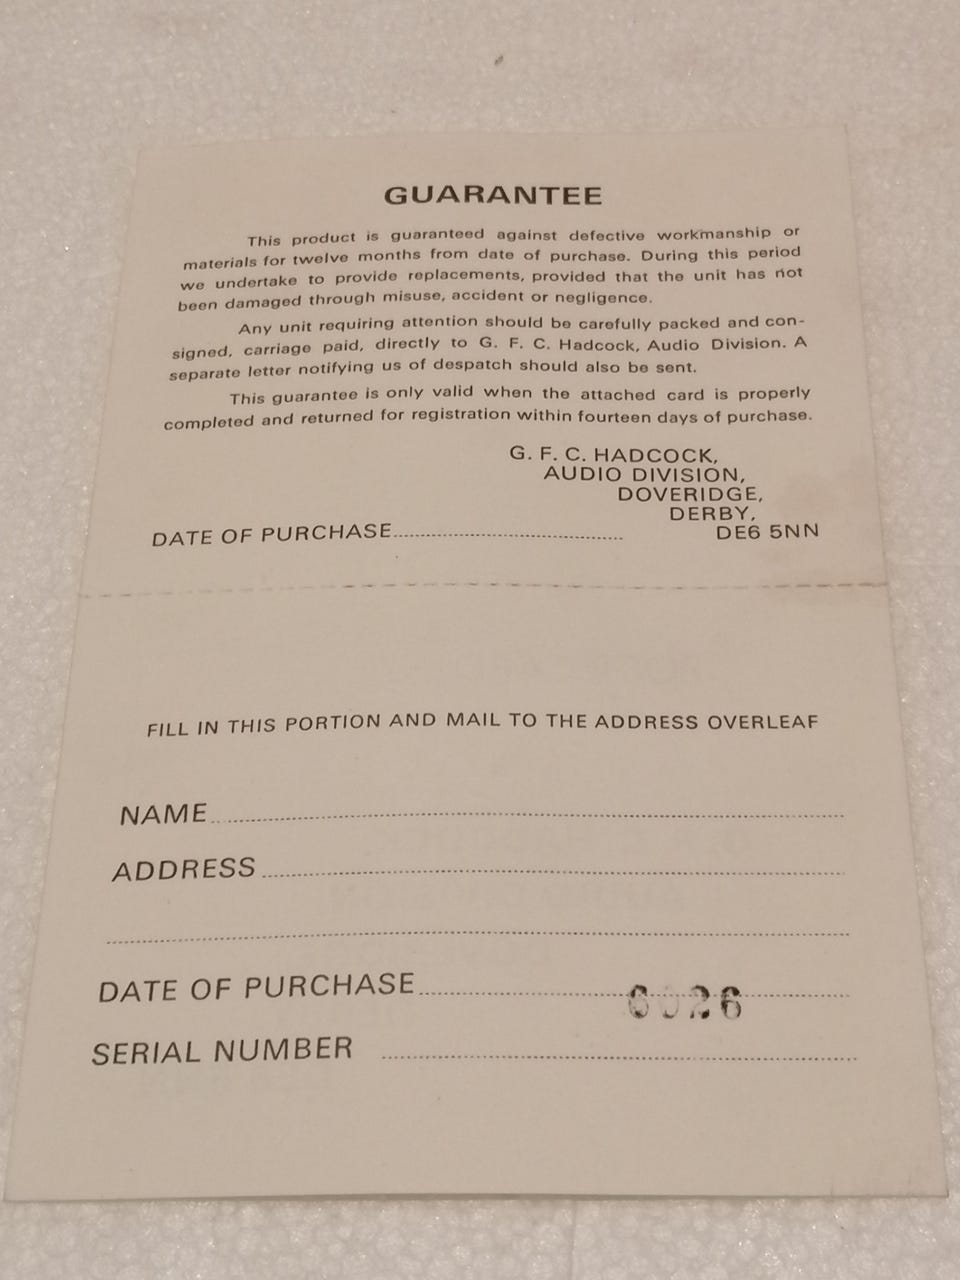 GUARANTEE
This product is guaranteed against defective workmanship or
materials for twelve months from date of purchase. During this period
we undertake to provide replacements, provided that the unit has not
been damaged through misuse, accident or negligence.
Any unit requiring attention should be carefully packed and con-
signed, carriage paid, directly to G. F. C. Hadcock, Audio Division. A
separate letter notifying us of despatch should also be sent.
This guarantee is only valid when the attached card is properly
completed and returned for registration within fourteen days of purchase.
G. F. C. HADCOCK,
AUDIO DIVISION,
DOVERIDGE,
DERBY,
DATE OF PURCHASE DE6 5NN
FILL IN THIS PORTION AND MAIL TO THE ADDRESS OVERLEAF
NAME
ADDRESS
DATE OF PURCHASE
SERIAL NUMBER